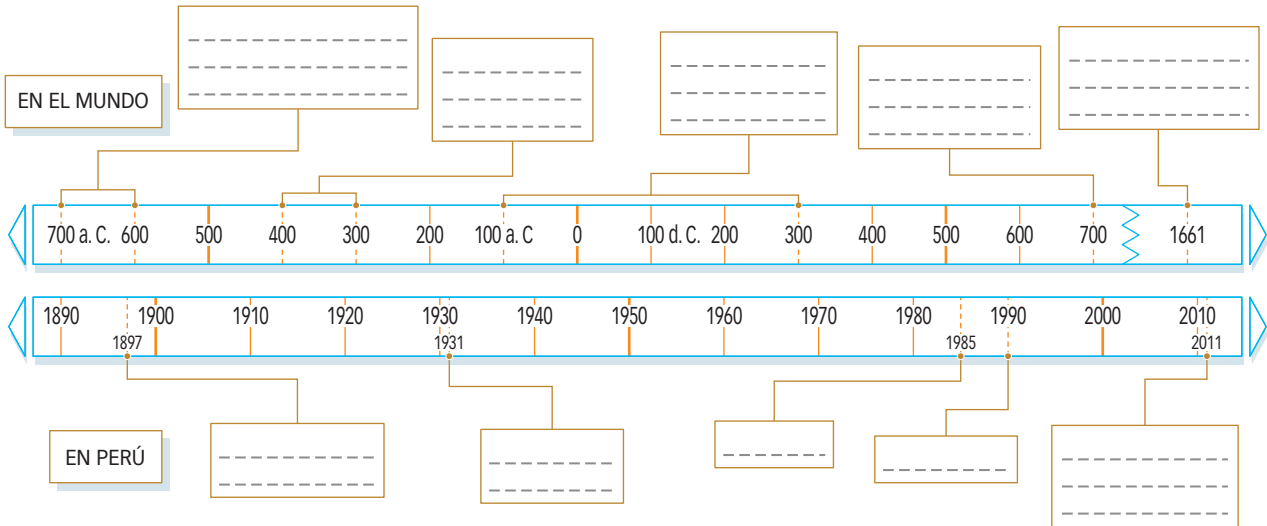 EN EL MUNDO
700 a. C. 600 500 400 300 200 100 a. C 0 100 d. C. 200 300 400 500 600 700 1661
1890 1900 1910 1920 1930 1940 1950 1960 1970 1980 1990 2000 2010
1897 1931 1985 2011
EN PERÚ